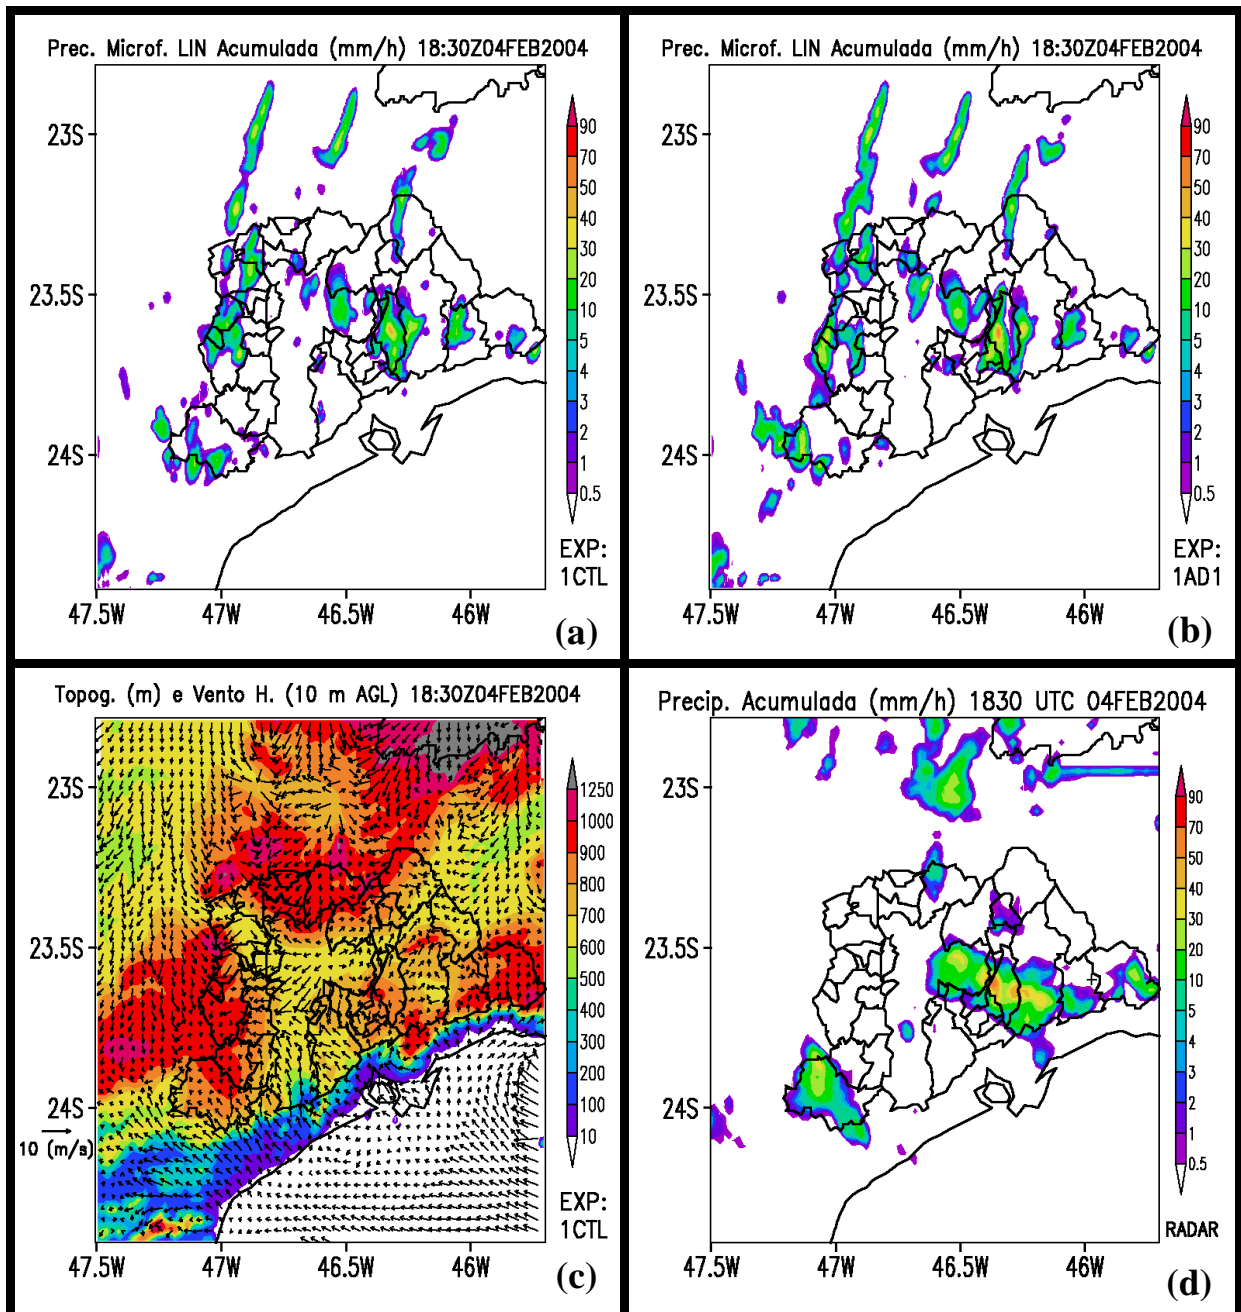 Prec. Microf. LIN Acumulada (mm/h) 18:30Z04FEB2004
23S
23.5S
24S
47.5W
47W
46.5W
46W
90
70
50
40
30
20
10
5
4
3
2
1
0.5
EXP:
1CTL
(a)
Prec. Microf. LIN Acumulada (mm/h) 18:30Z04FEB2004
23S
23.5S
24S
47.5W
47W
46.5W
46W
90
70
50
40
30
20
10
5
4
3
2
1
0.5
EXP:
1AD1
(b)
Topog. (m) e Vento H. (10 m AGL) 18:30Z04FEB2004
23S
23.5S
24S
10 (m/s)
47.5W
47W
46.5W
46W
1250
1000
900
800
700
600
500
400
300
200
100
10
EXP:
1CTL
(c)
Precip. Acumulada (mm/h) 1830 UTC 04FEB2004
23S
23.5S
24S
47.5W
47W
46.5W
46W
90
70
50
40
30
20
10
5
4
3
2
1
0.5
RADAR
(d)